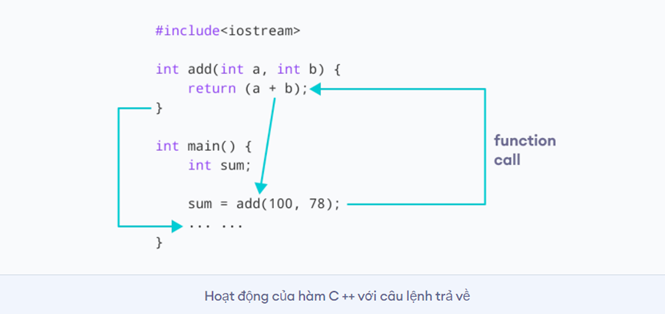 #include<iostream>
int add(int a, int b) {
return (a + b);
}
int main() {
int sum;
sum = add(100, 78);
... ...
}
function
call
Hoạt động của hàm C ++ với câu lệnh trả về